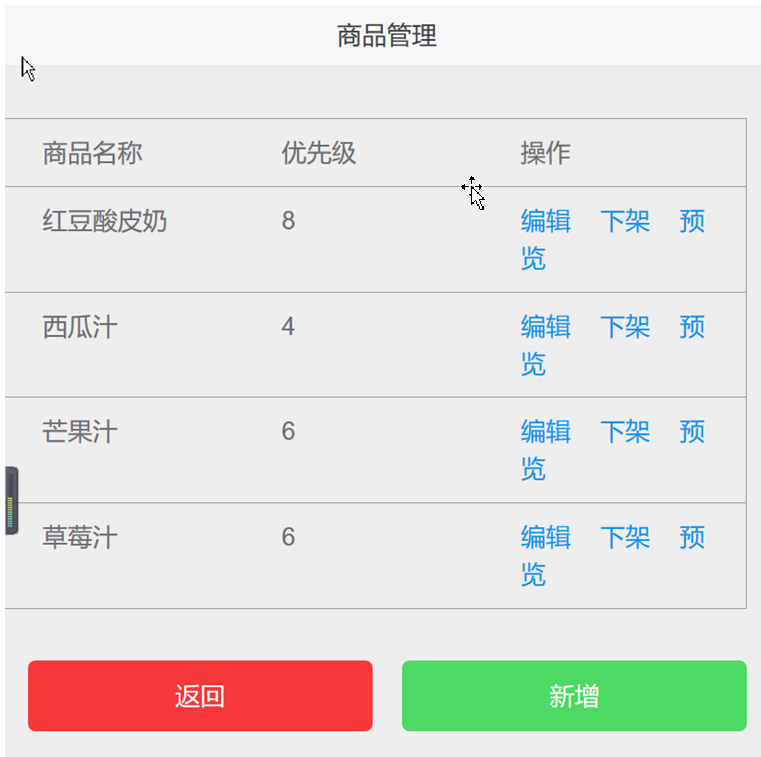 商品管理
商品名称 优先级 操作
红豆酸皮奶 8 编辑 下架 预
览
西瓜汁 4 编辑 下架 预
览
芒果汁 6 编辑 下架 预
览
草莓汁 6 编辑 下架 预
览
返回 新增